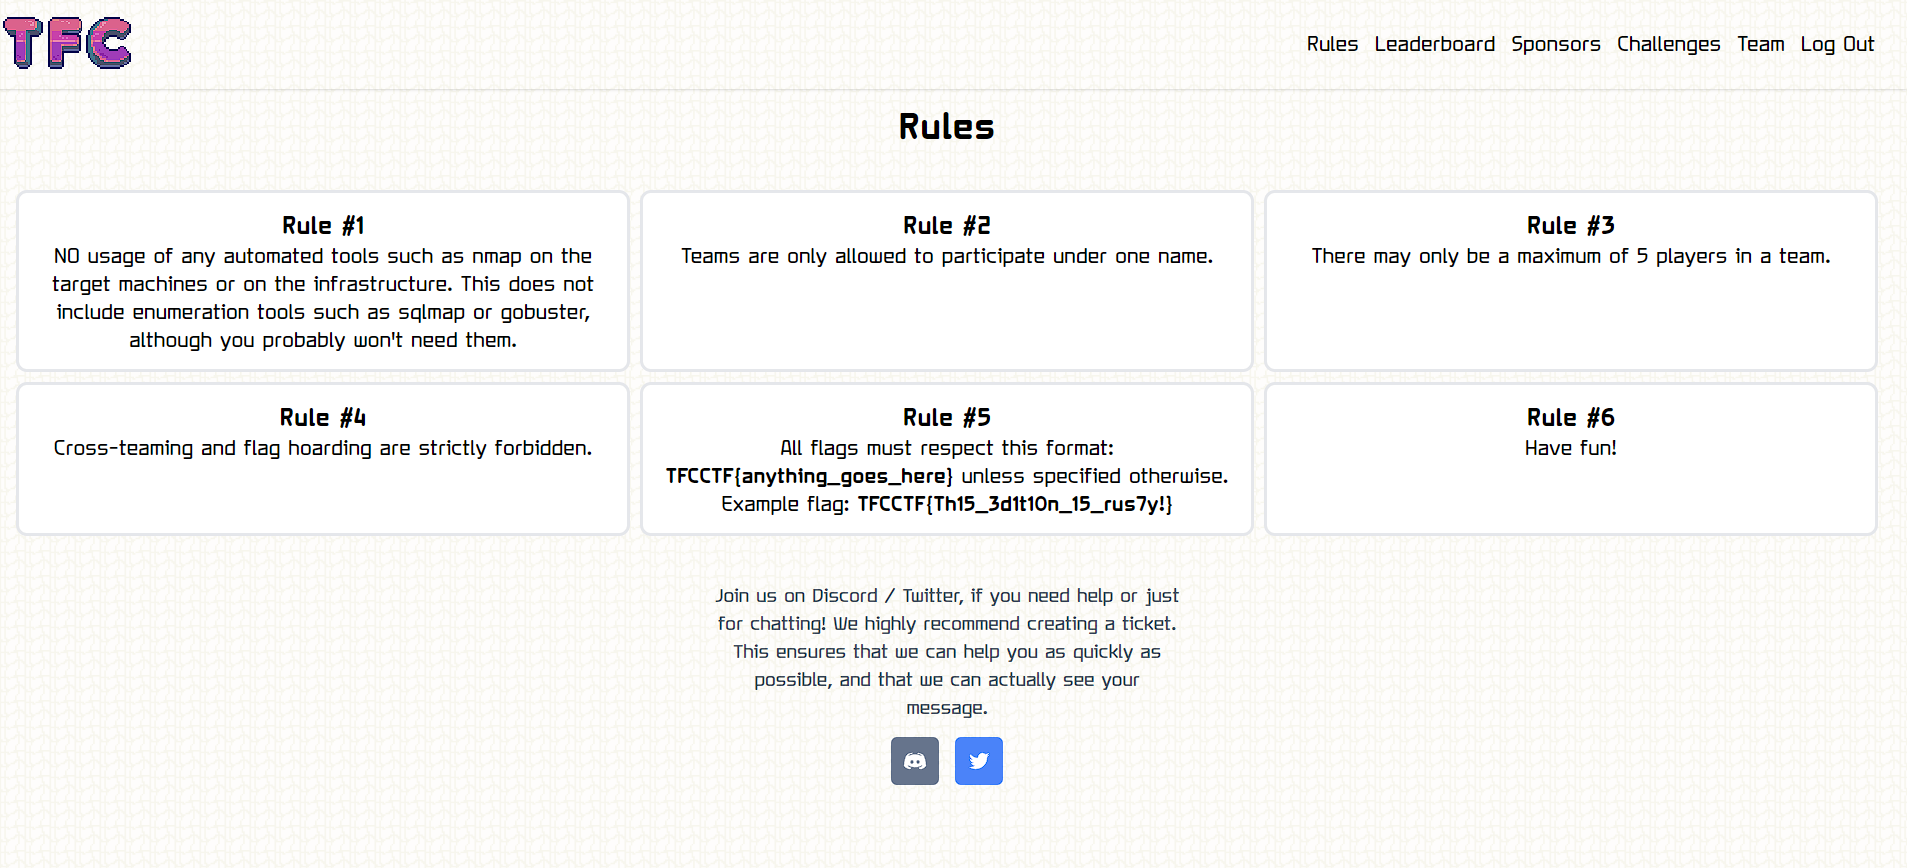 TFC
Rules Leaderboard Sponsors Challenges Team Log Out
Rules
Rule #1
NO usage of any automated tools such as nmap on the
target machines or on the infrastructure. This does not
include enumeration tools such as sqlmap or gobuster,
although you probably won't need them.
Rule #2
Teams are only allowed to participate under one name.
Rule #3
There may only be a maximum of 5 players in a team.
Rule #4
Cross-teaming and flag hoarding are strictly forbidden.
Rule #5
All flags must respect this format:
TFCCTF{anything_goes_here} unless specified otherwise.
Example flag: TFCCTF{Th15_3d1t10n_15_rus7y!}
Rule #6
Have fun!
Join us on Discord / Twitter, if you need help or just
for chatting! We highly recommend creating a ticket.
This ensures that we can help you as quickly as
possible, and that we can actually see your
message.